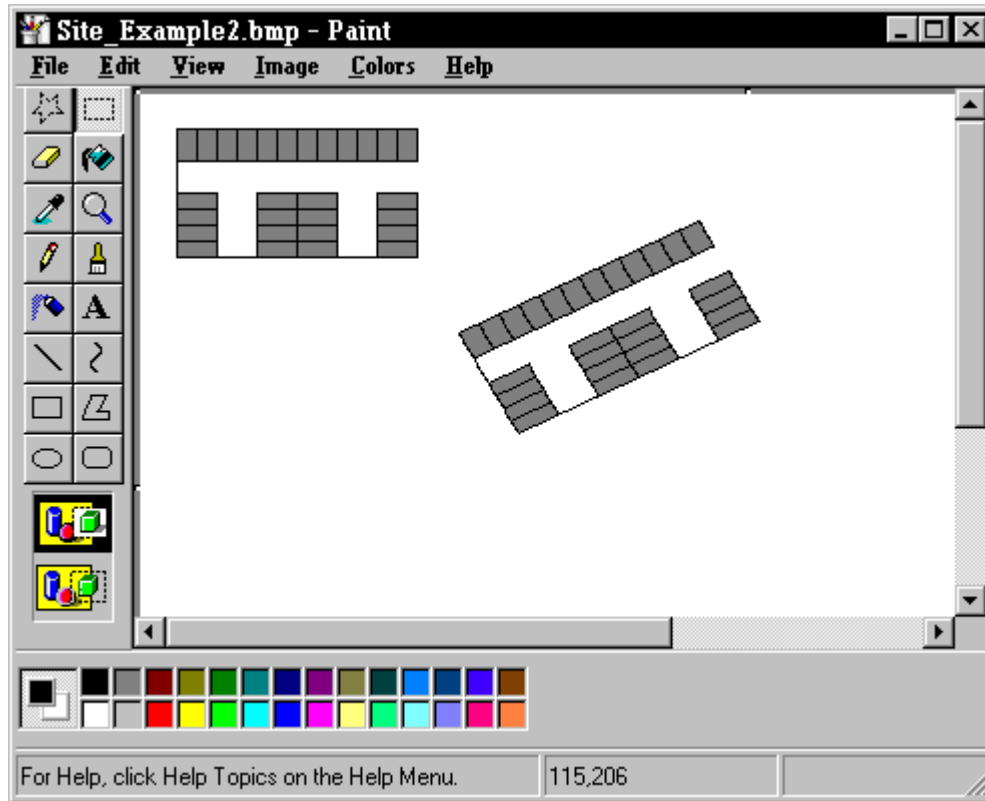 Site_Example2.bmp - Paint
File Edit View Image Colors Help
A
For Help, click Help Topics on the Help Menu.
115,206